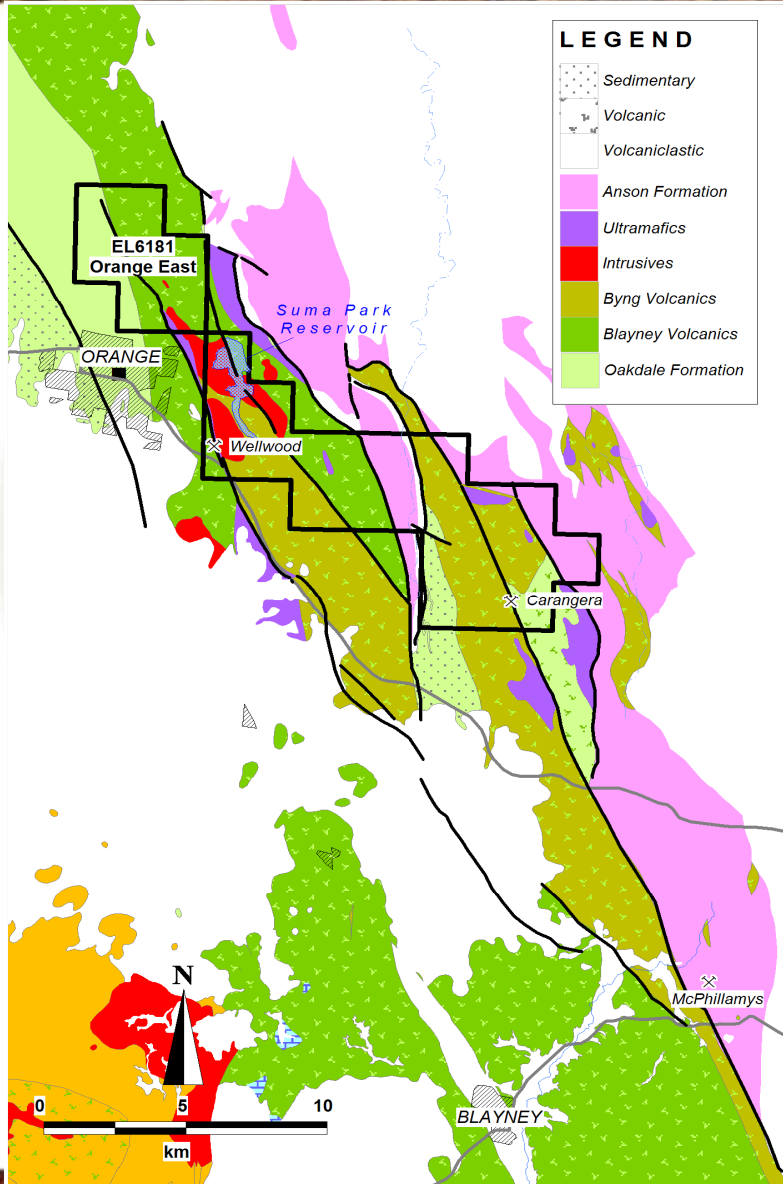 LEGEND
Sedimentary
Volcanic
Volcaniclastic
Anson Formation
Ultramafics
Intrusives
Byng Volcanics
Blayney Volcanics
Oakdale Formation
EL6181
Orange East
Suma Park
Reservoir
ORANGE
Wellwood
Carangera
McPhillamys
N
BLAYNEY
0 5 10
km